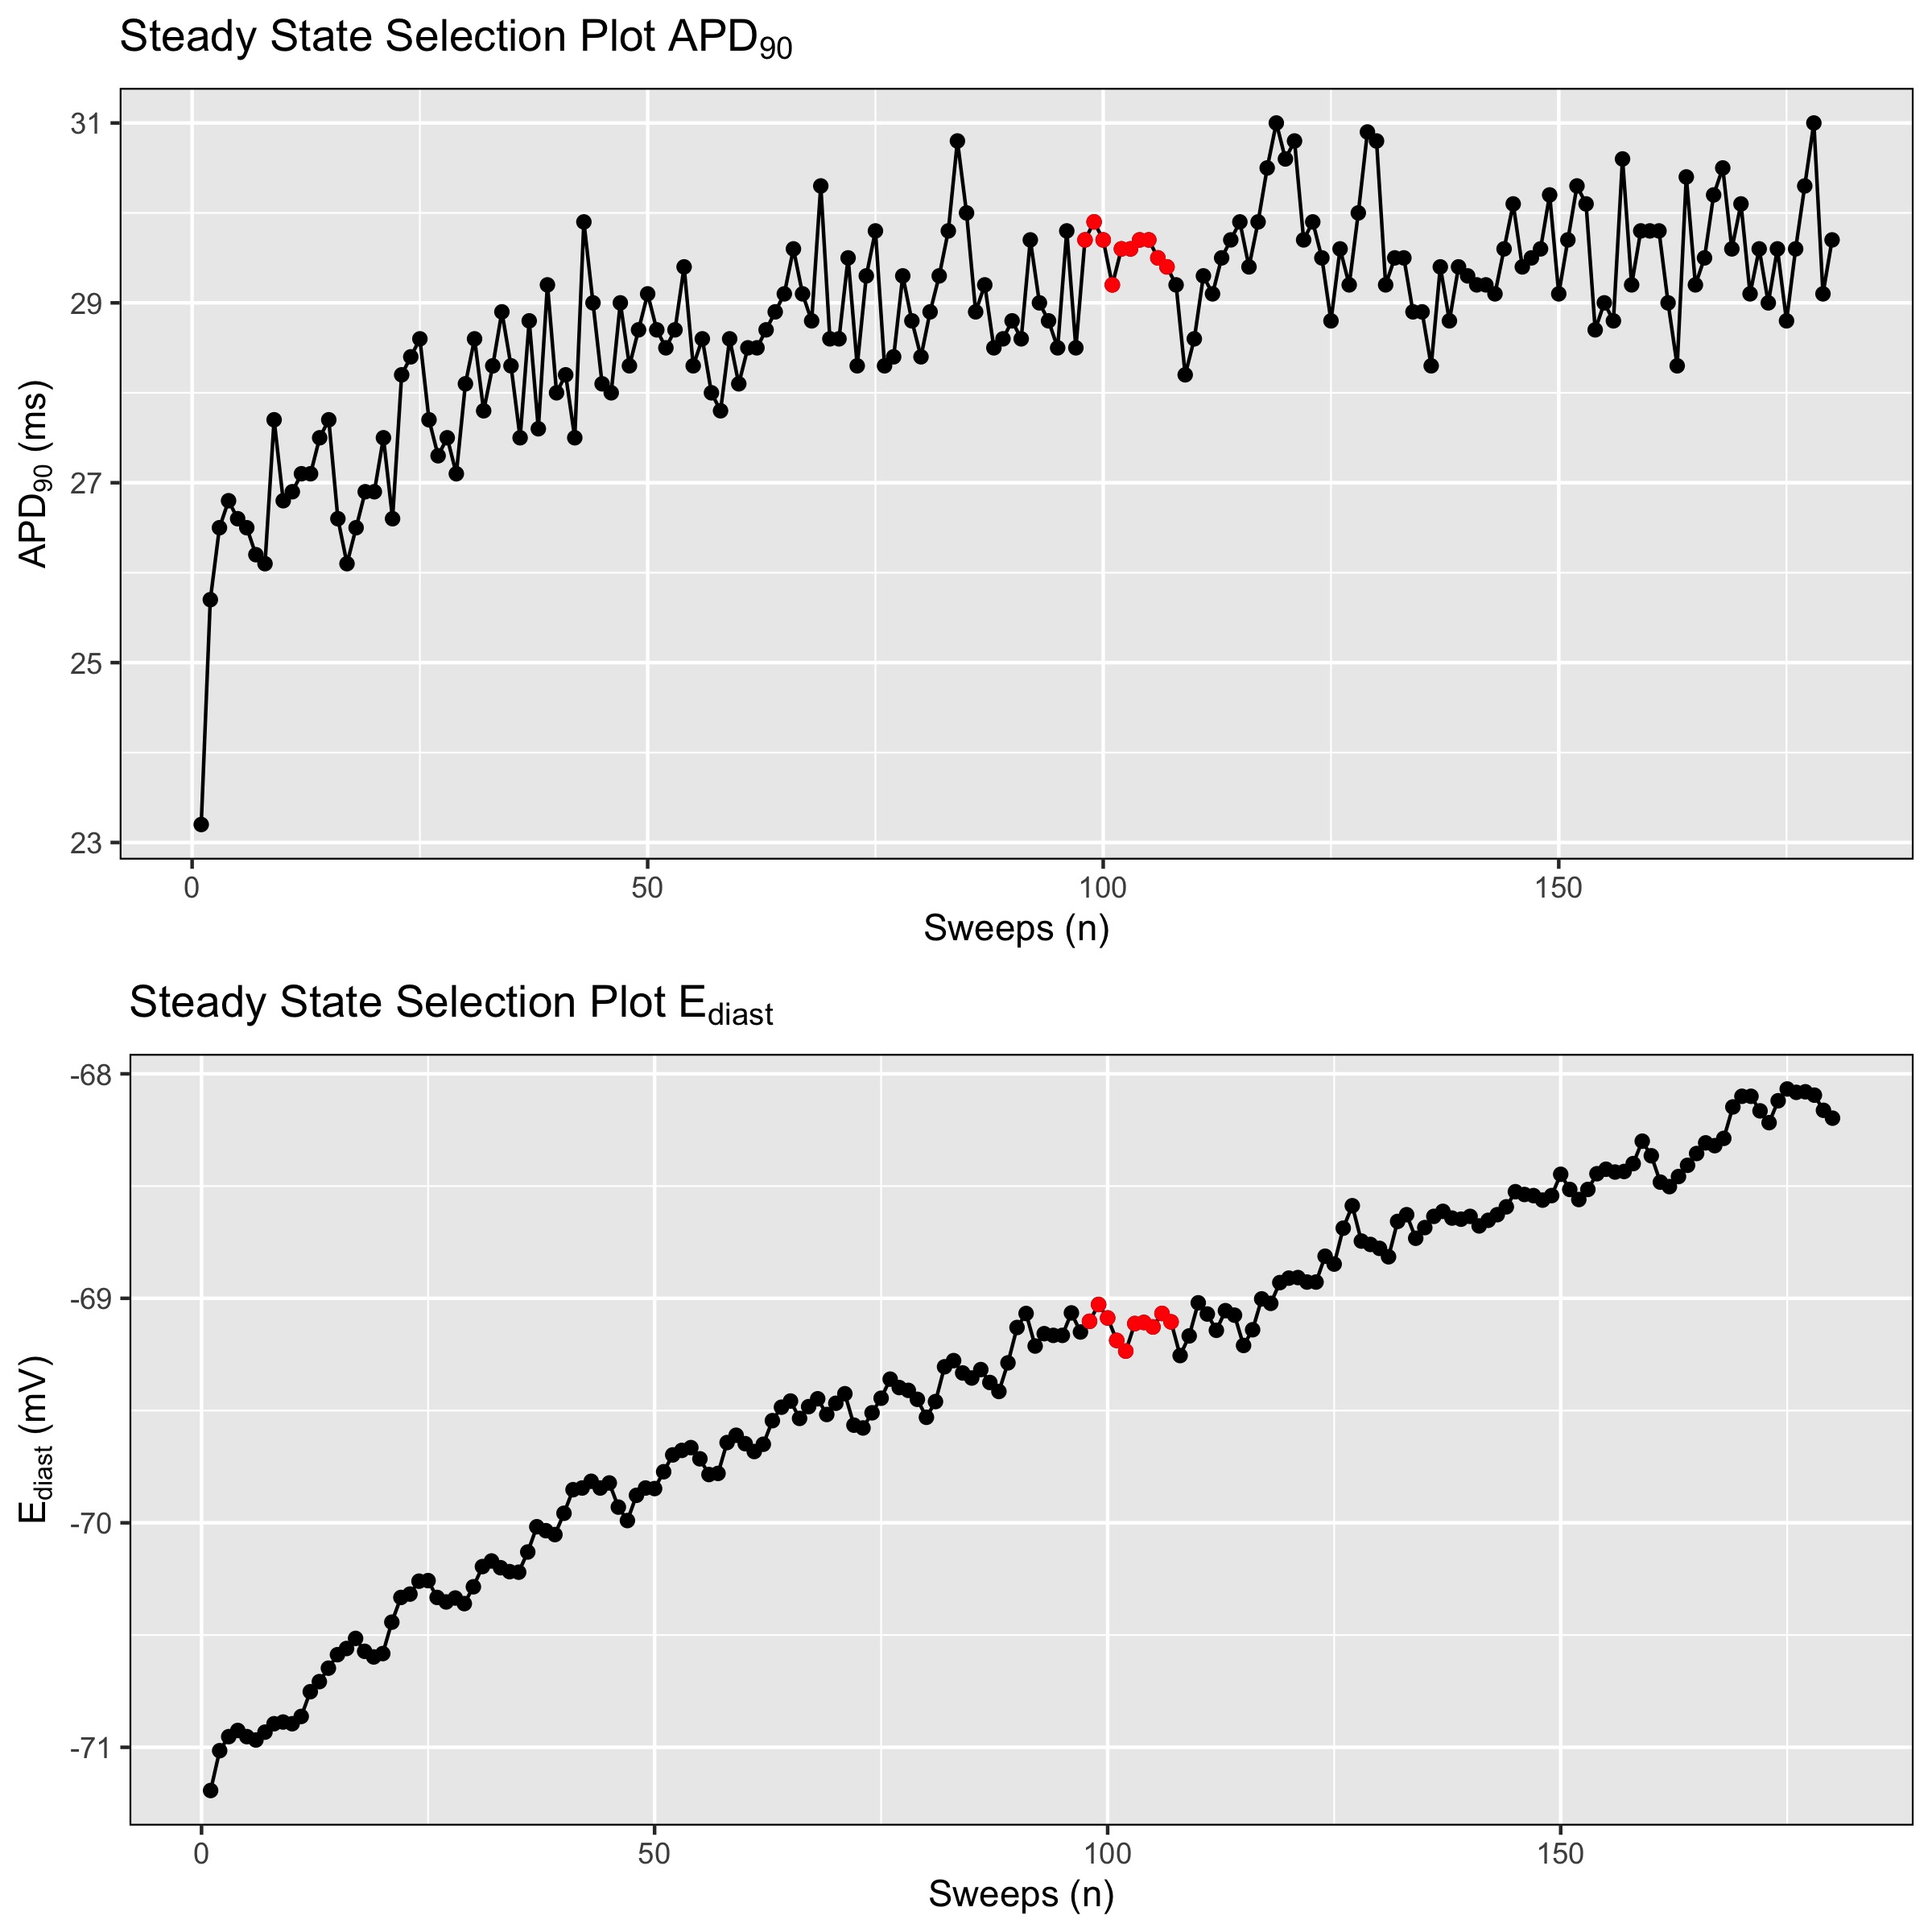 Steady State Selection Plot APD90
31
29
27
25
23
APD90 (ms)
0 50 100 150
Sweeps (n)
Steady State Selection Plot Ediast
-68
-69
-70
-71
Ediast (mV)
0 50 100 150
Sweeps (n)